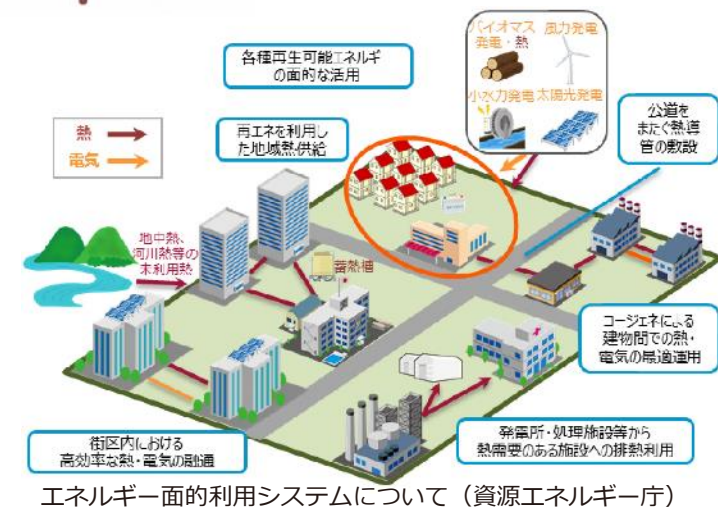 各種再生可能エネルギ
の面的な活用
バイオマス
発電・熱
風力発電
小水力発電
太陽光発電
公道を
またぐ熱導
管の敷設
熱
電気
再エネを利用し
た地域熱供給
地中熱、
河川熱等の
未利用熱
蓄熱槽
コージェネによる
建物間での熱・
電気の最適運用
街区内における
高効率な熱・電気の融通
発電所・処理施設等から
熱需要のある施設への排熱利用
エネルギー面的利用システムについて（資源エネルギー庁）